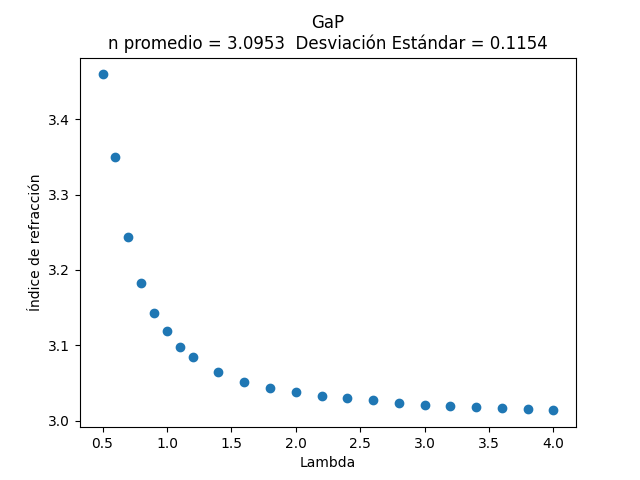 GaP
n promedio = 3.0953  Desviación Estándar = 0.1154
Índice de refracción
3.4
3.3
3.2
3.1
3.0
0.5 1.0 1.5 2.0 2.5 3.0 3.5 4.0
Lambda